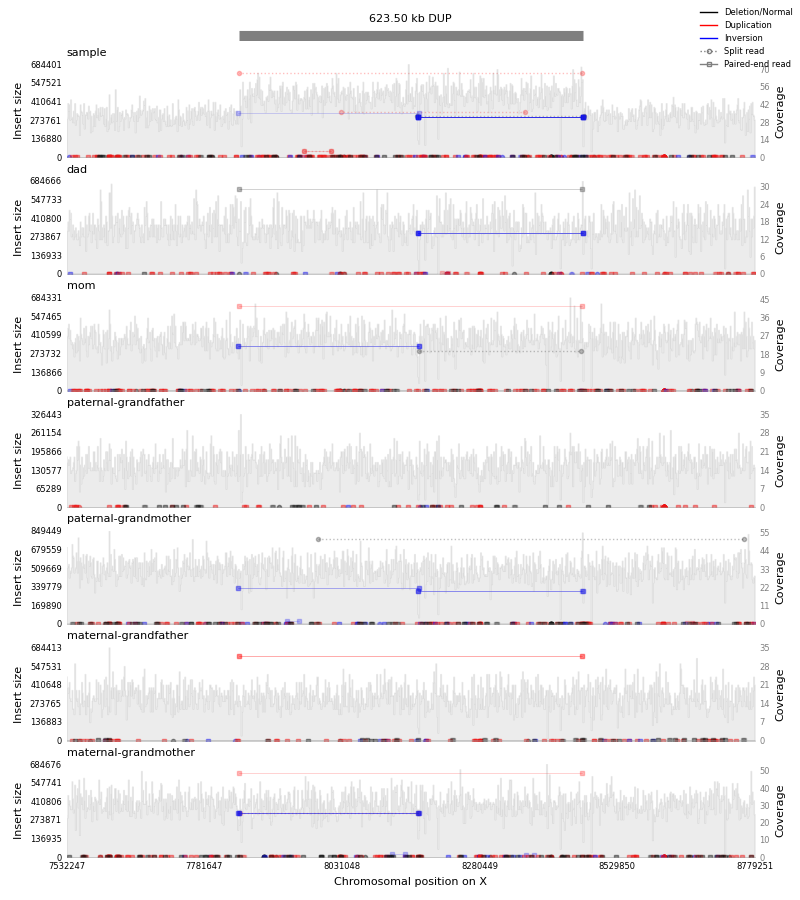 623.50 kb DUP
Deletion/Normal
Duplication
Inversion
Split read
Paired-end read
sample
684401
547521
410641
273761
136880
0
Insert size
70
56
42
28
14
0
Coverage
dad
684666
547733
410800
273867
136933
0
Insert size
30
24
18
12
6
0
Coverage
mom
684331
547465
410599
273732
136866
0
Insert size
45
36
27
18
9
0
Coverage
paternal-grandfather
326443
261154
195866
130577
65289
0
Insert size
35
28
21
14
7
0
Coverage
paternal-grandmother
849449
679559
509669
339779
169890
0
Insert size
55
44
33
22
11
0
Coverage
maternal-grandfather
684413
547531
410648
273765
136883
0
Insert size
35
28
21
14
7
0
Coverage
maternal-grandmother
684676
547741
410806
273871
136935
0
Insert size
50
40
30
20
10
0
Coverage
7532247 7781647 8031048 8280449 8529850 8779251
Chromosomal position on X